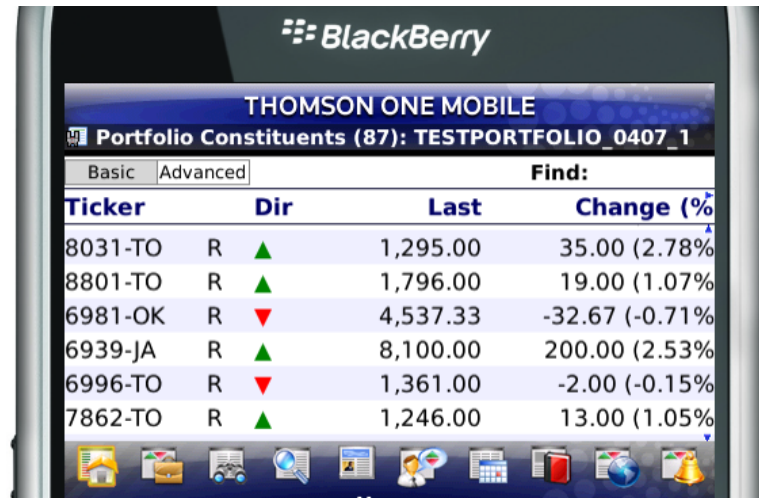 BlackBerry
THOMSON ONE MOBILE
Portfolio Constituents (87): TESTPORTFOLIO_0407_1
Basic Advanced Find:
Ticker Dir Last Change (%
8031-TO R ▲ 1,295.00 35.00 (2.78%
8801-TO R ▲ 1,796.00 19.00 (1.07%
6981-OK R ▼ 4,537.33 -32.67 (-0.71%
6939-JA R ▲ 8,100.00 200.00 (2.53%
6996-TO R ▼ 1,361.00 -2.00 (-0.15%
7862-TO R ▲ 1,246.00 13.00 (1.05%